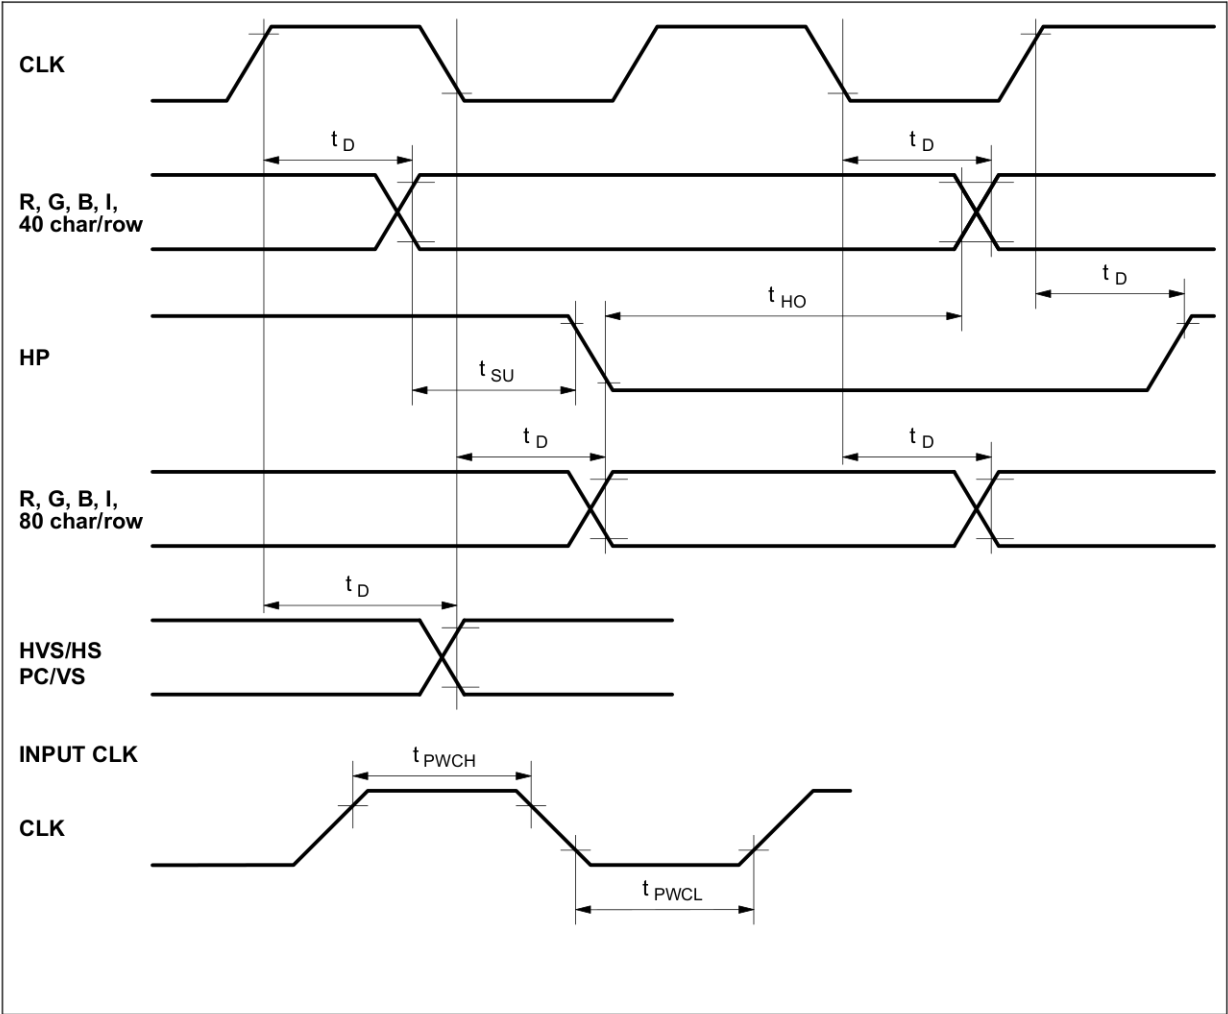 CLK
t D
t D
R, G, B, I,
40 char/row
t D
t HO
HP
t SU
t D
t D
R, G, B, I,
80 char/row
t D
HVS/HS
PC/VS
INPUT CLK
t PWCH
CLK
t PWCL